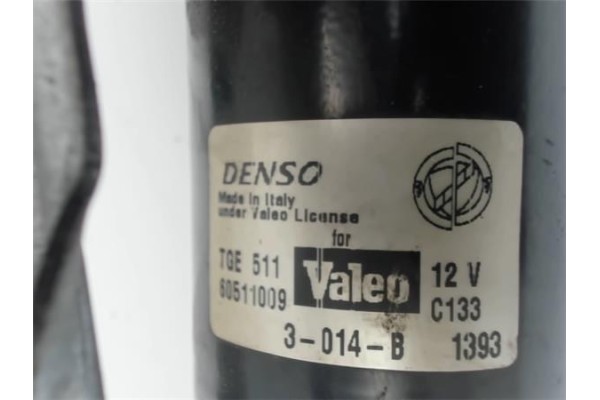 DENSO
Made in Italy
under Valeo License
for
TGE 511 Valeo 12 V
60511009 C133
3-014-B 1393